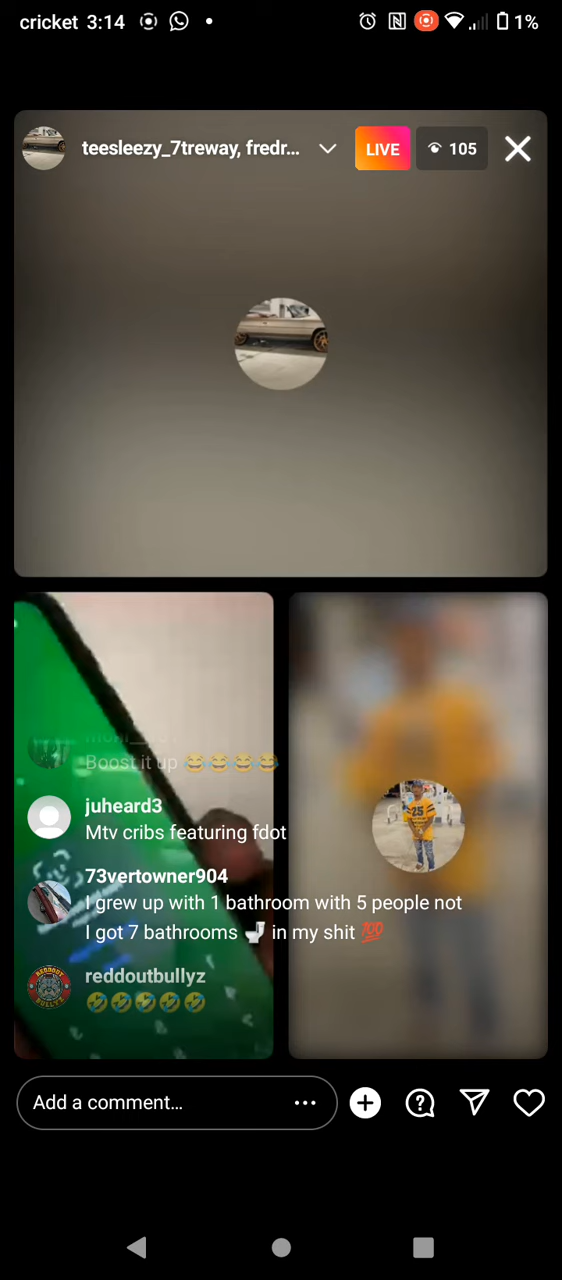 cricket 3:14 1%
teesleezy_7treway, fredr... LIVE 105
Boost it up 😂😂😂😂
juheard3
Mtv cribs featuring fdot
73vertowner904
I grew up with 1 bathroom with 5 people not
I got 7 bathrooms 🚽 in my shit 💯
reddoutbullyz
🤣🤣🤣🤣🤣
Add a comment...